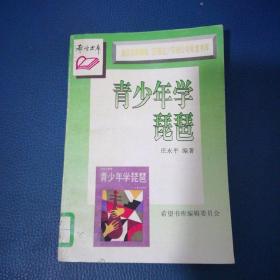 希望书库
青少年学
琵琶
庄永平 编著
青少年学琵琶
希望书库编辑委员会